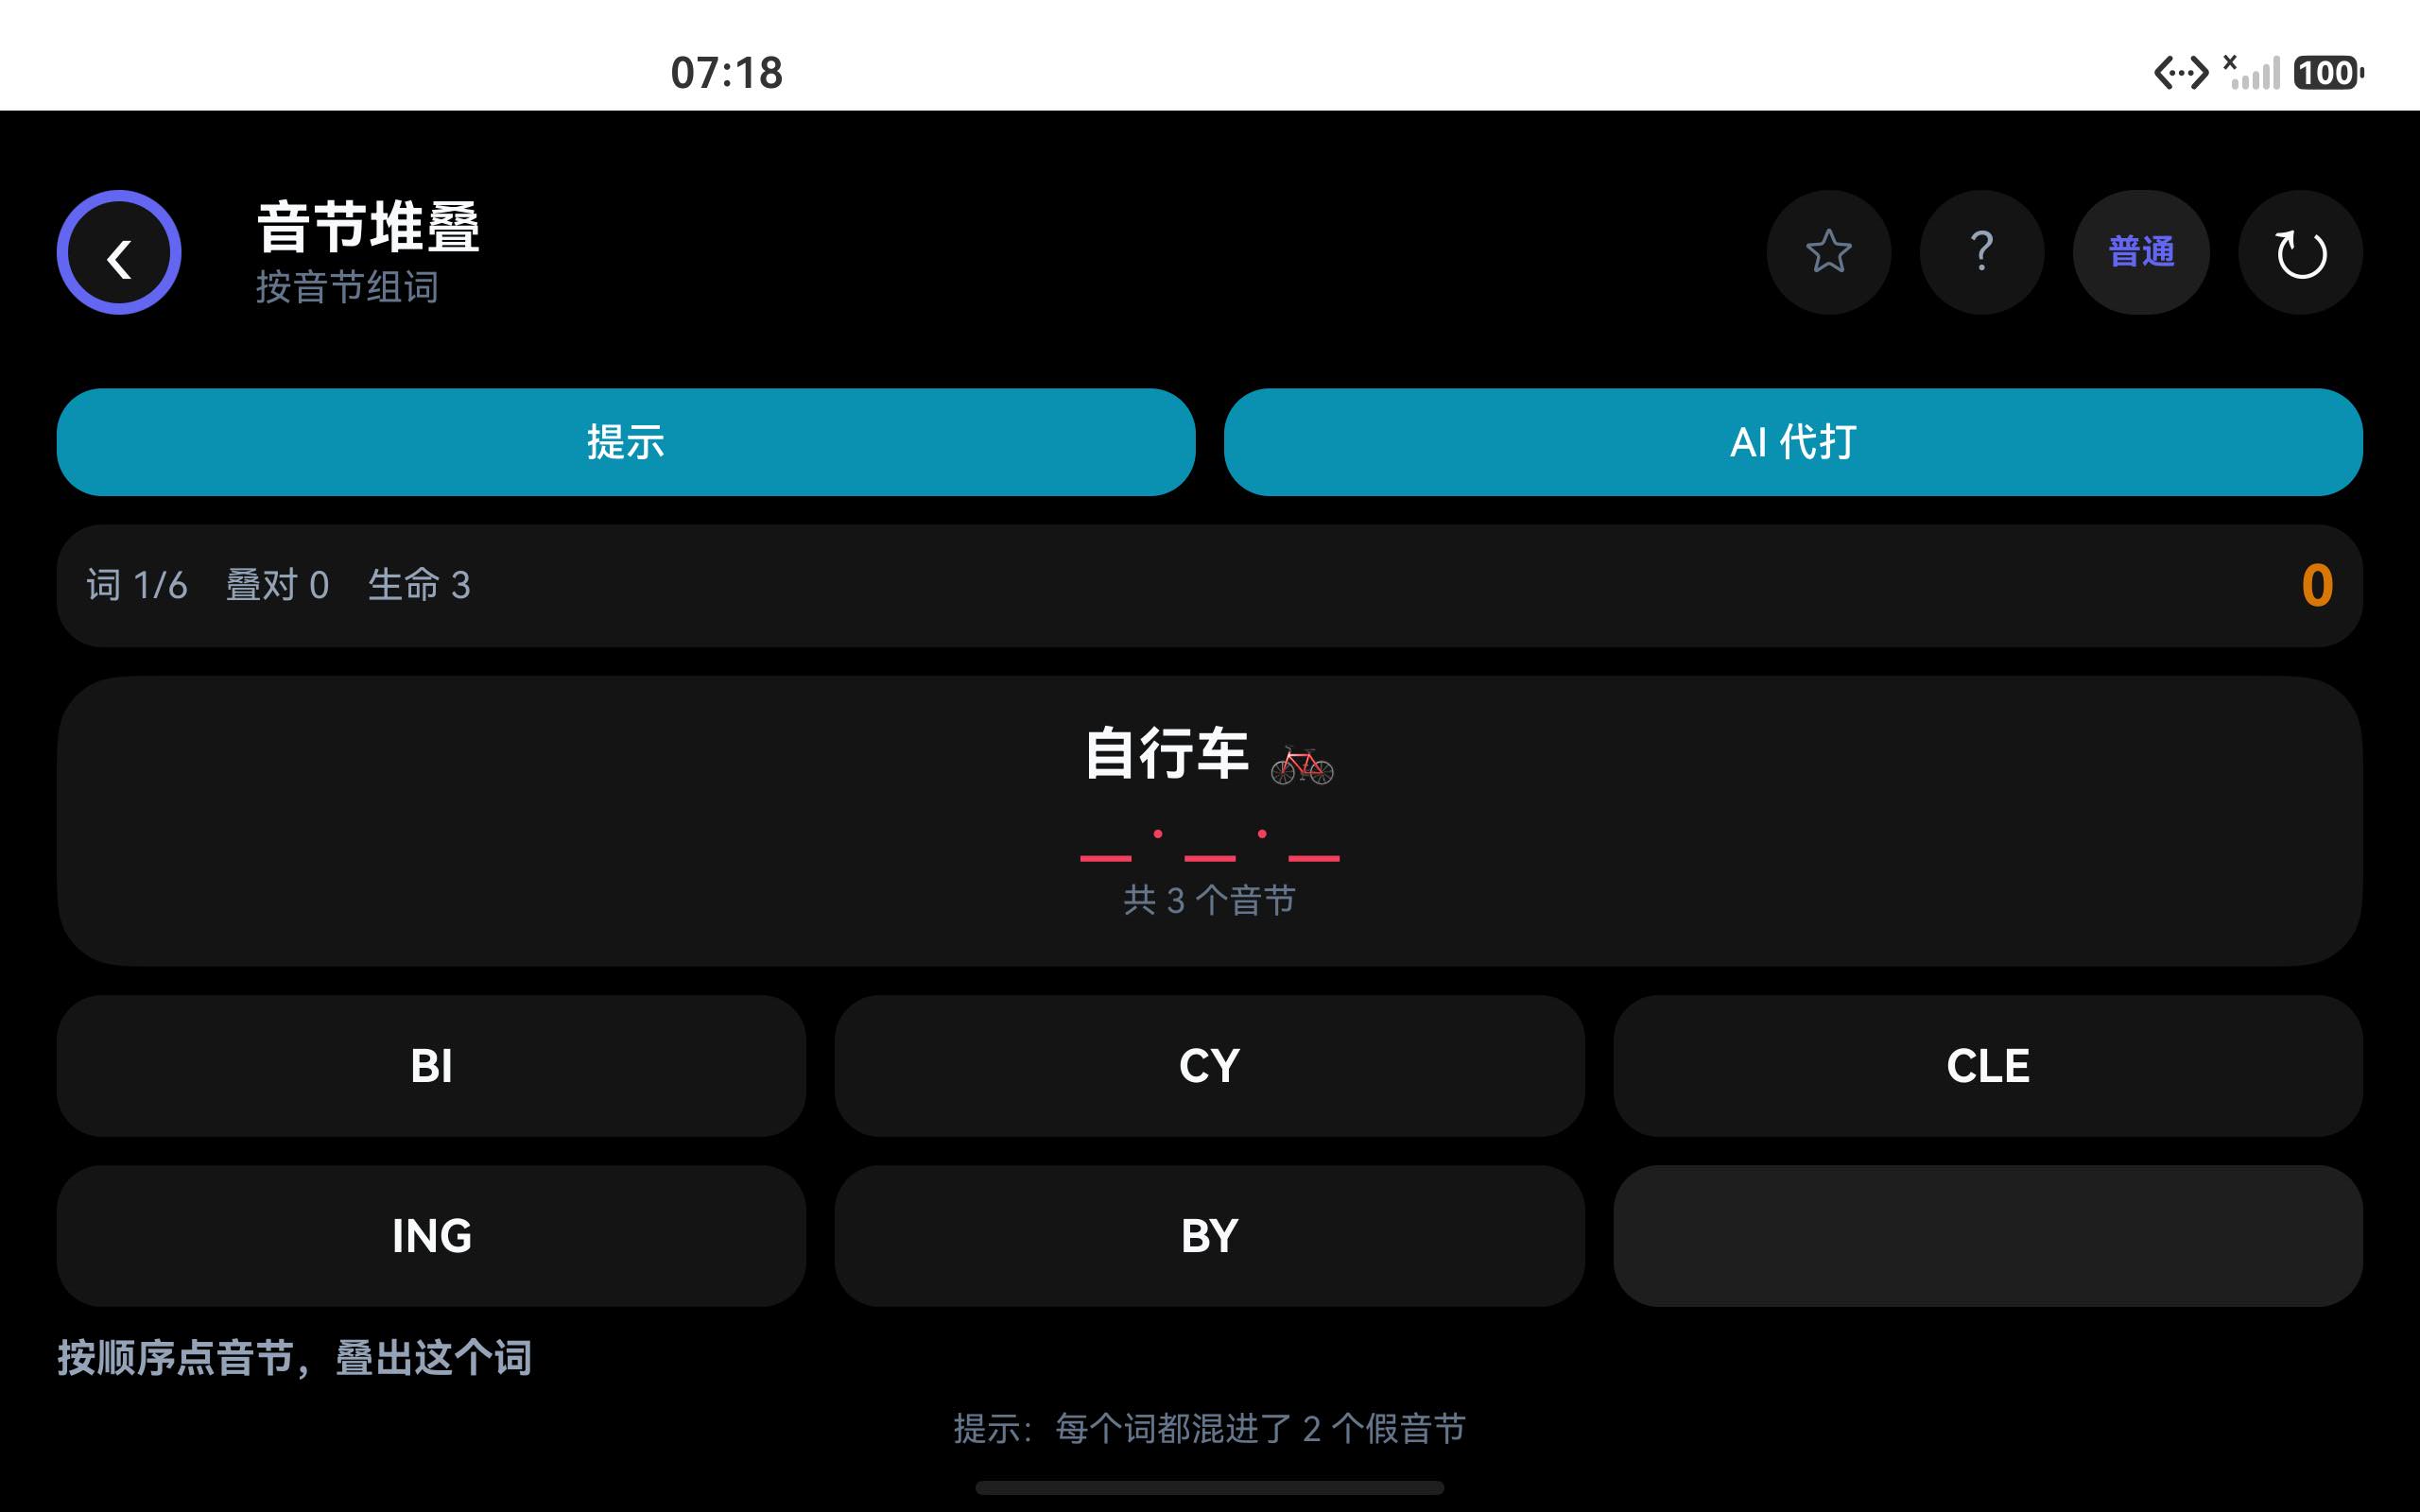 07:18
100
音节堆叠
按音节组词
?
普通
提示
AI 代打
词 1/6 叠对 0 生命 3
0
自行车 🚲
_ · _ · _
共 3 个音节
BI
CY
CLE
ING
BY
按顺序点音节，叠出这个词
提示：每个词都混进了 2 个假音节